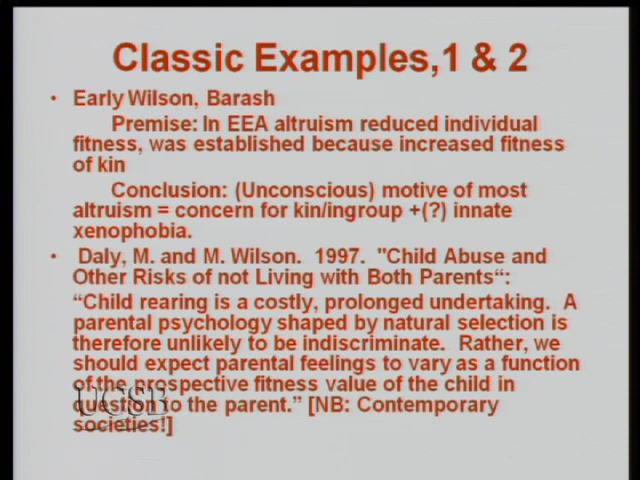 Classic Examples,1 & 2
• Early Wilson, Barash
Premise: In EEA altruism reduced individual
fitness, was established because increased fitness
of kin
Conclusion: (Unconscious) motive of most
altruism = concern for kin/ingroup +(?) innate
xenophobia.
• Daly, M. and M. Wilson. 1997. "Child Abuse and
Other Risks of not Living with Both Parents“:
“Child rearing is a costly, prolonged undertaking. A
parental psychology shaped by natural selection is
therefore unlikely to be indiscriminate. Rather, we
should expect parental feelings to vary as a function
of the prospective fitness value of the child in
question to the parent.” [NB: Contemporary
societies!]
UCSB